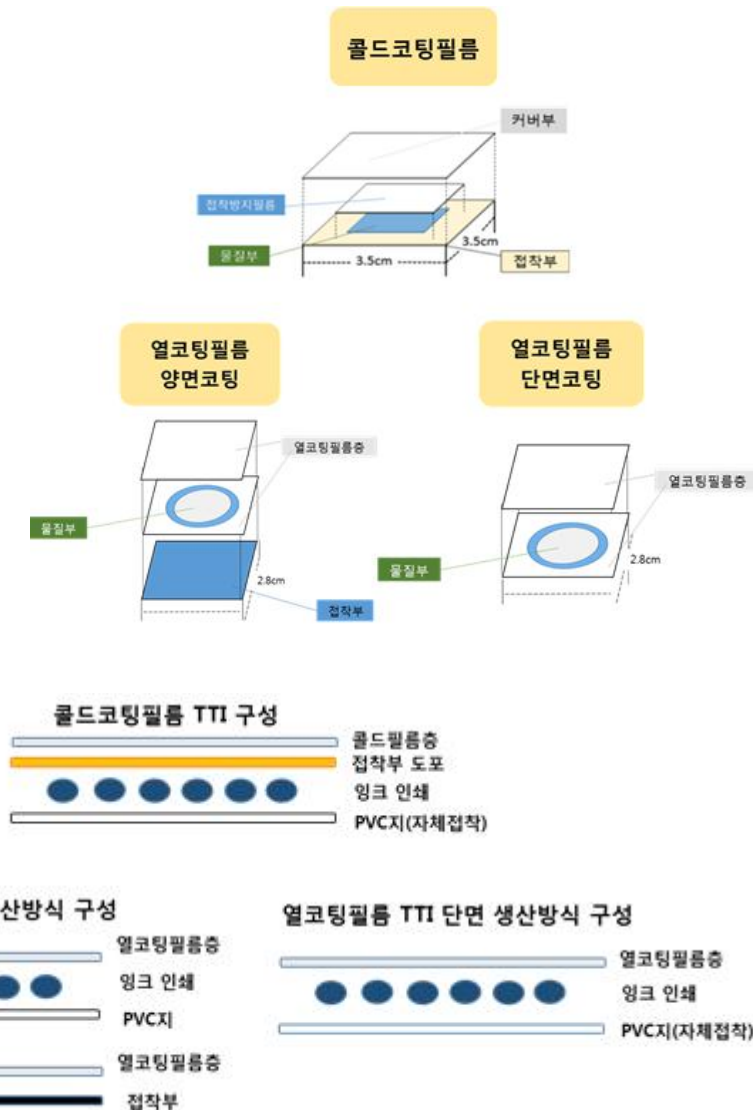 콜드코팅필름
커버부
접착방지필름
물질부
3.5cm
3.5cm
접착부
열코팅필름
양면코팅
열코팅필름
단면코팅
열코팅필름층
물질부
2.8cm
접착부
열코팅필름층
물질부
2.8cm
콜드코팅필름 TTI 구성
콜드필름층
접착부 도포
잉크 인쇄
PVC지(자체접착)
산방식 구성
열코팅필름층
잉크 인쇄
PVC지
열코팅필름층
접착부
열코팅필름 TTI 단면 생산방식 구성
열코팅필름층
잉크 인쇄
PVC지(자체접착)